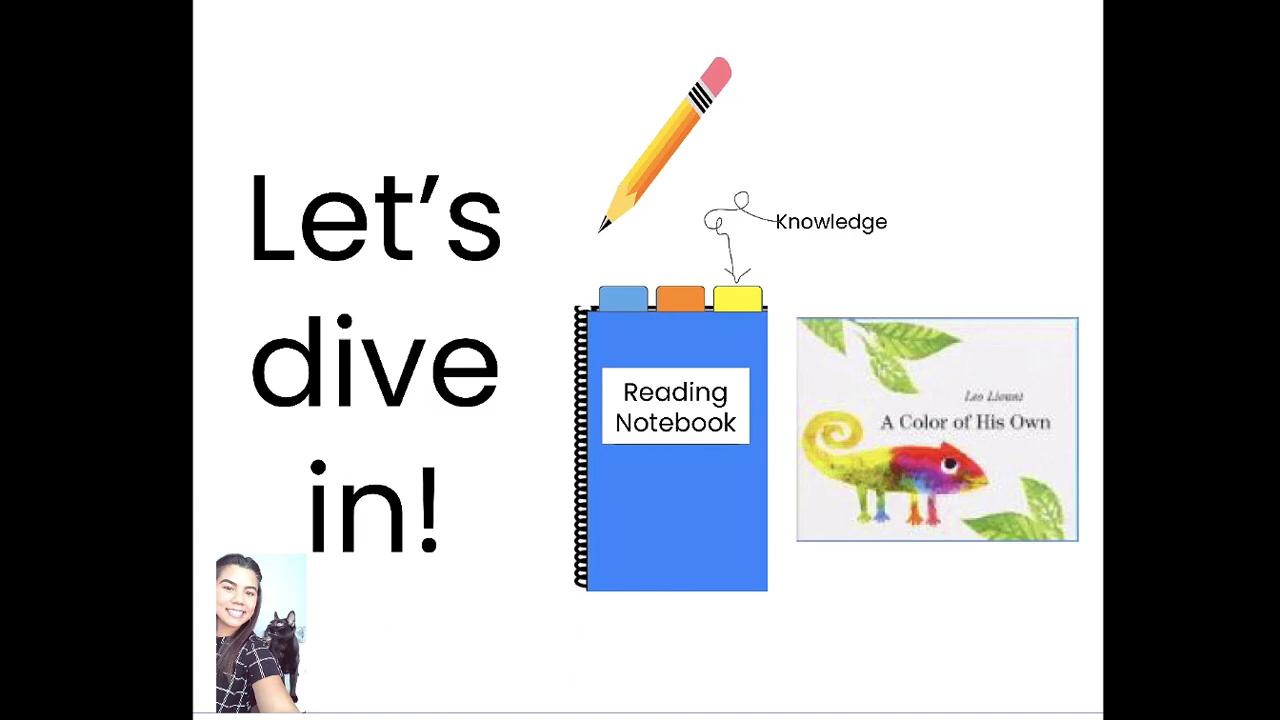 Let's
dive
in!
Knowledge
Reading
Notebook
Leo Lionni
A Color of His Own